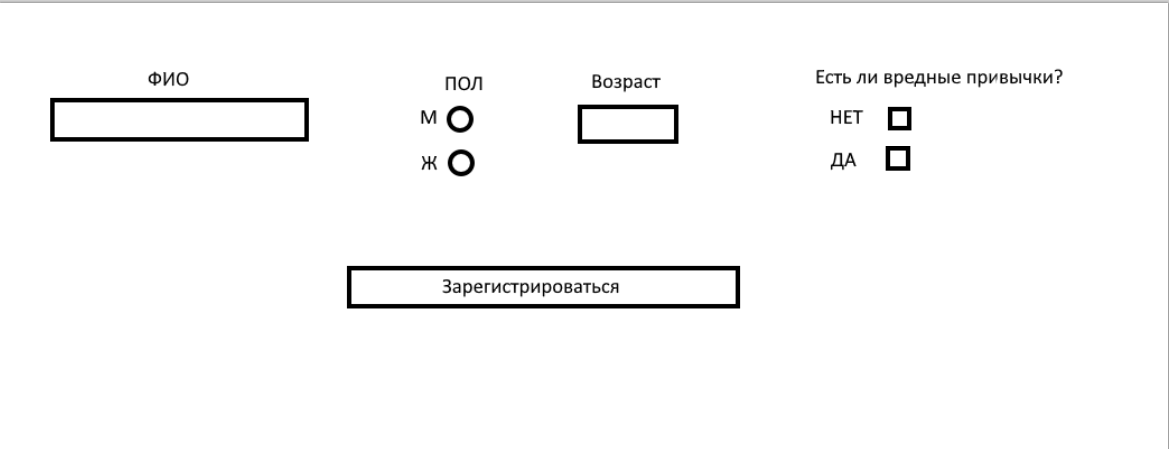 ФИО
ПОЛ
М
Ж
Возраст
Есть ли вредные привычки?
НЕТ
ДА
Зарегистрироваться